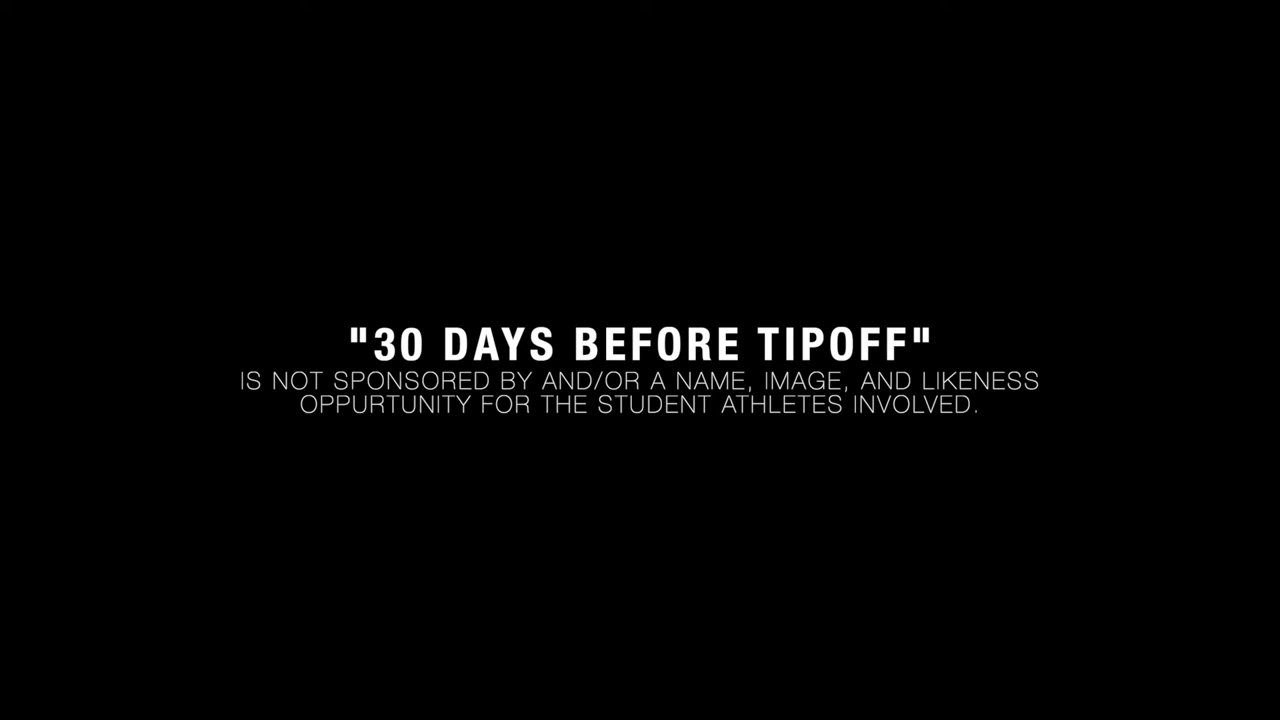 "30 DAYS BEFORE TIPOFF"
IS NOT SPONSORED BY AND/OR A NAME, IMAGE, AND LIKENESS
OPPURTUNITY FOR THE STUDENT ATHLETES INVOLVED.